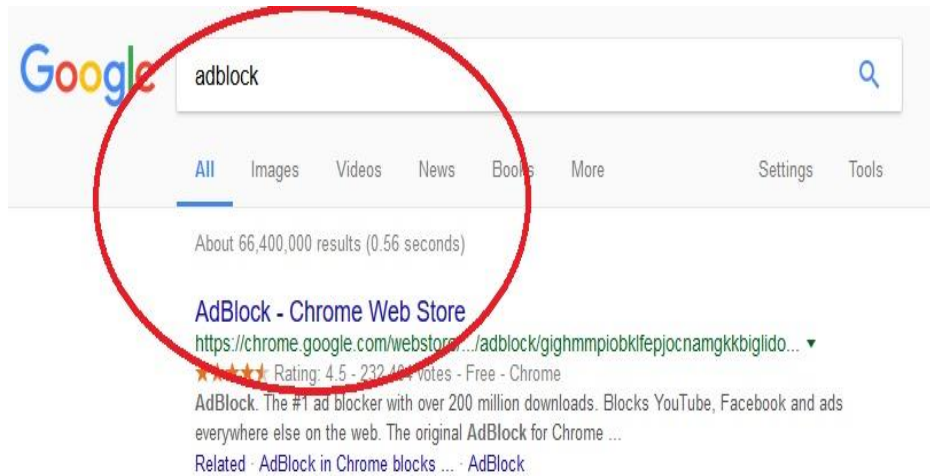 Google adblock
All Images Videos News Books More Settings Tools
About 66,400,000 results (0.56 seconds)
AdBlock - Chrome Web Store
https://chrome.google.com/webstore/.../adblock/gighmmpiobklfepjocnamgkkbiglido... ▼
Rating: 4.5 - 232,494 votes - Free - Chrome
AdBlock. The #1 ad blocker with over 200 million downloads. Blocks YouTube, Facebook and ads
everywhere else on the web. The original AdBlock for Chrome ...
Related · AdBlock in Chrome blocks ... · AdBlock